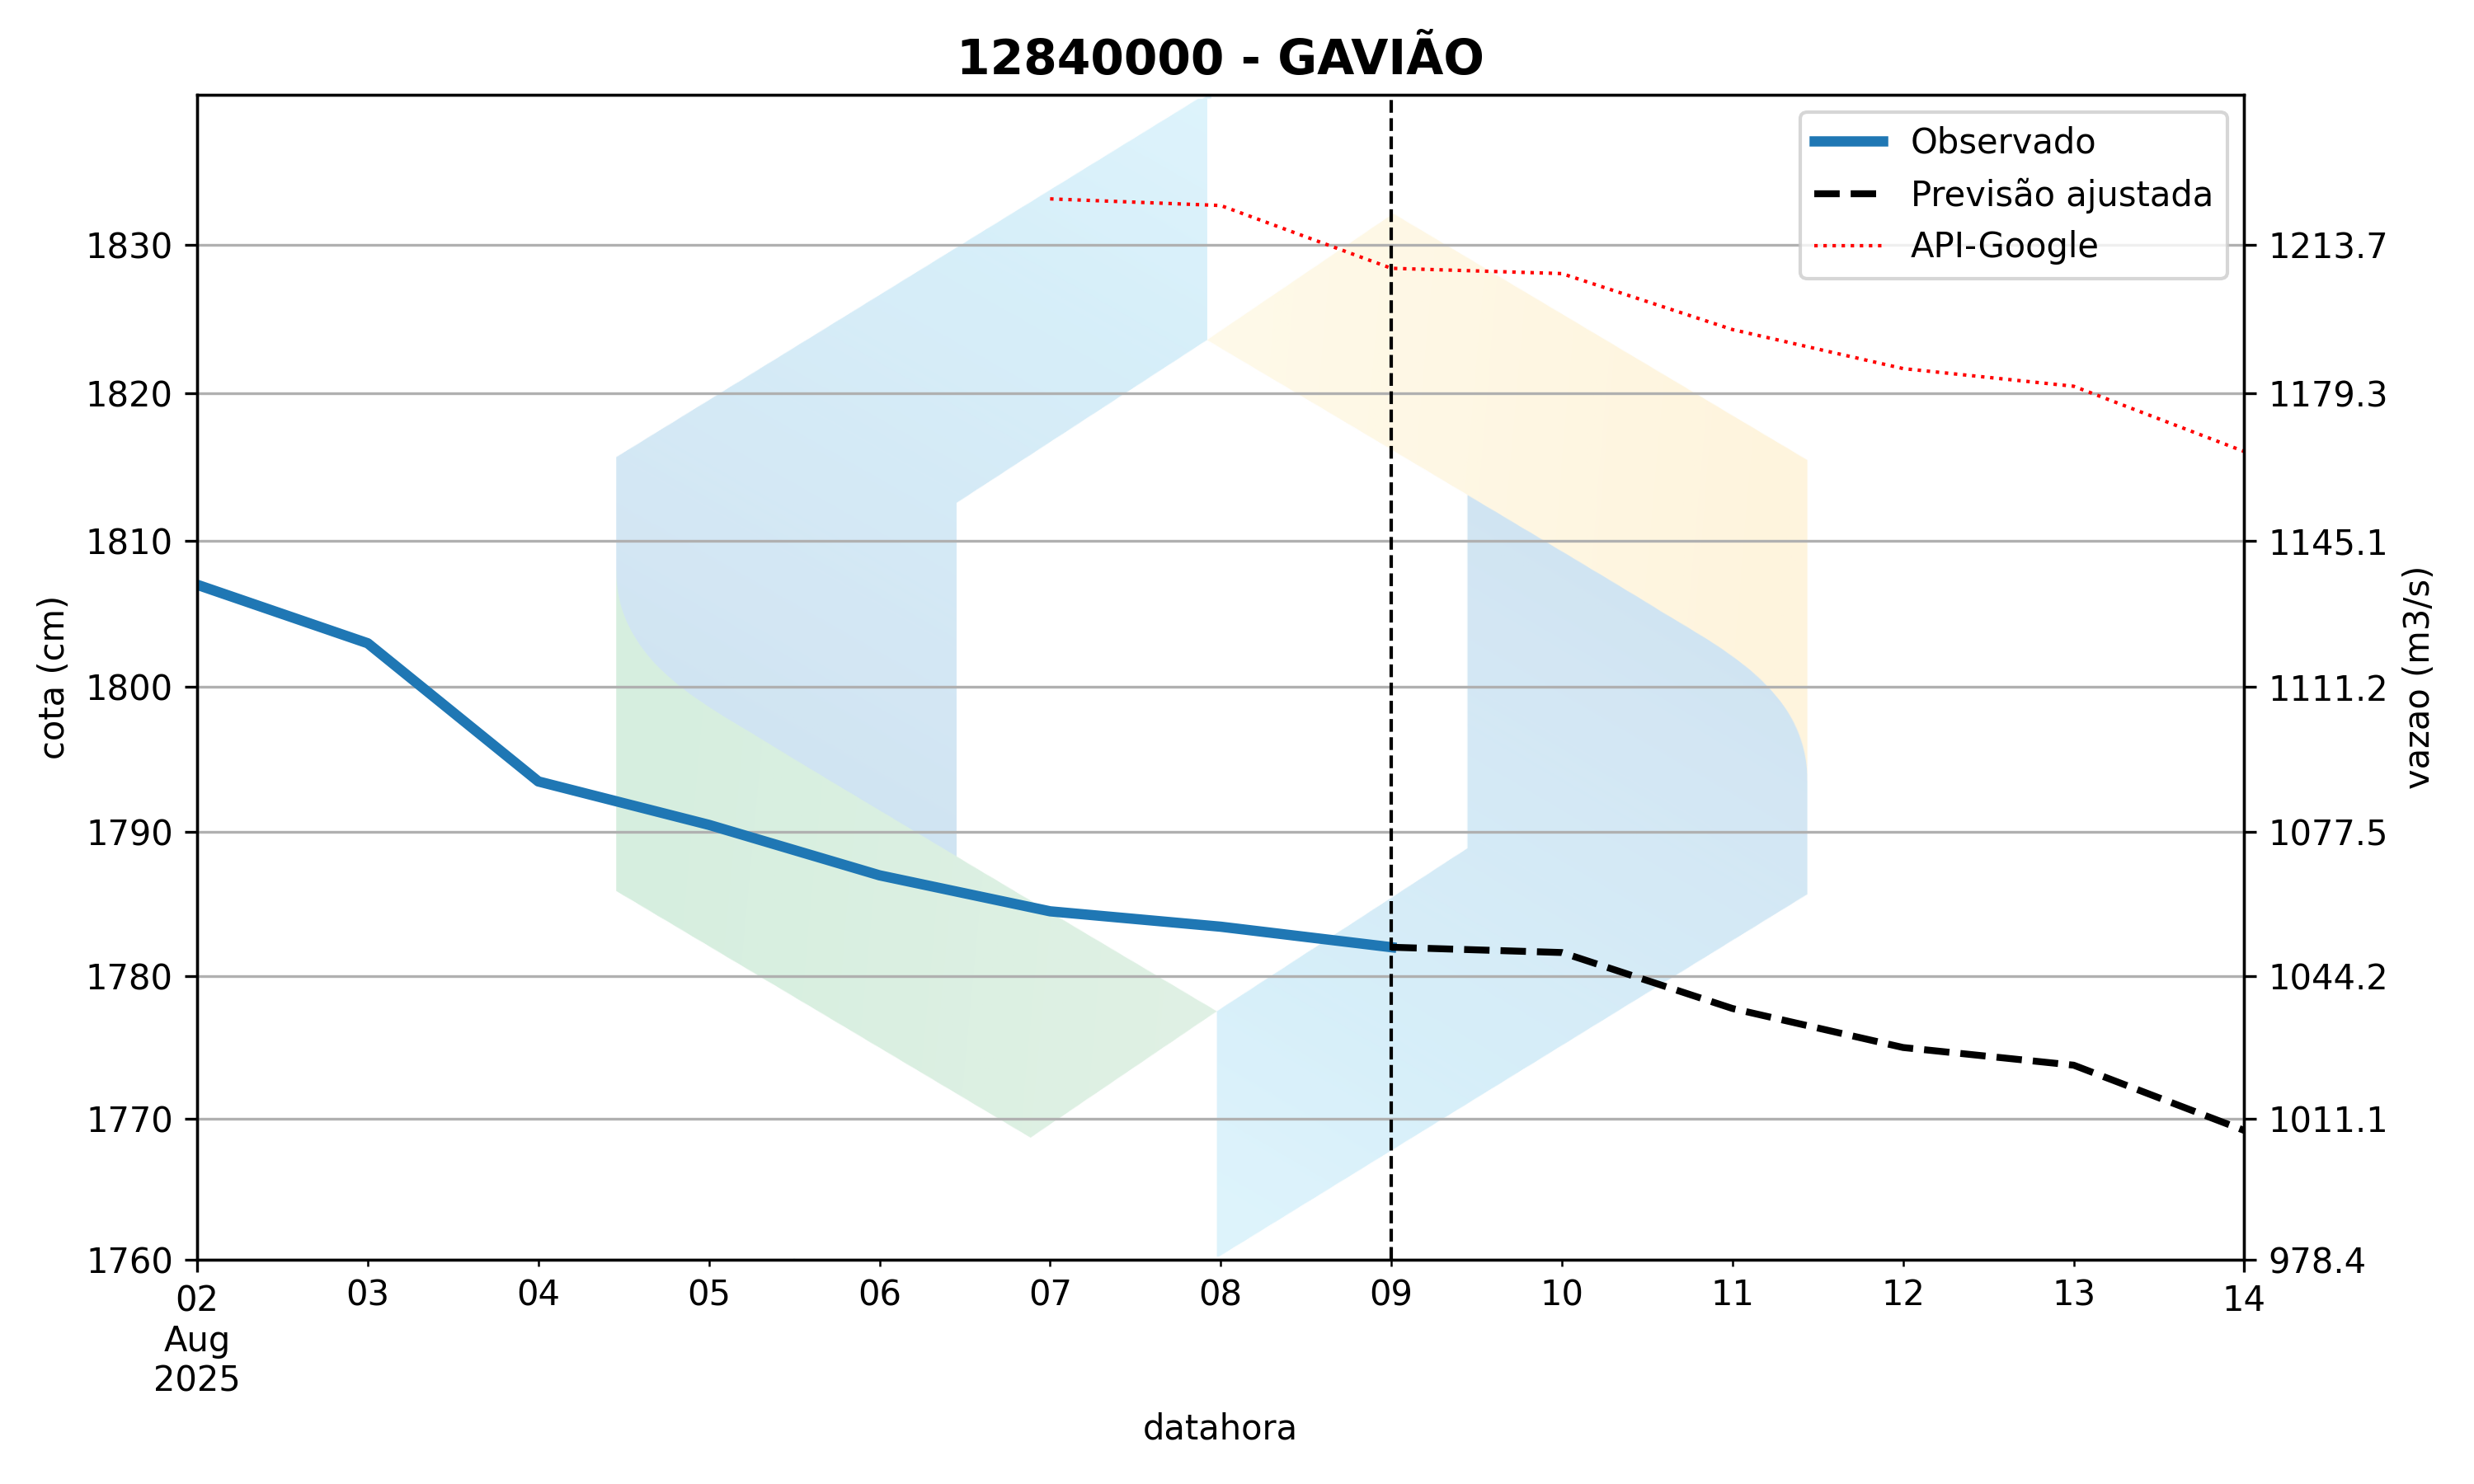 12840000 - GAVIÃO
Observado
Previsão ajustada
API-Google
cota (cm)
1830
1820
1810
1800
1790
1780
1770
1760
1213.7
1179.3
1145.1
1111.2
1077.5
1044.2
1011.1
978.4
vazao (m3/s)
02 03 04 05 06 07 08 09 10 11 12 13 14
Aug
2025
datahora